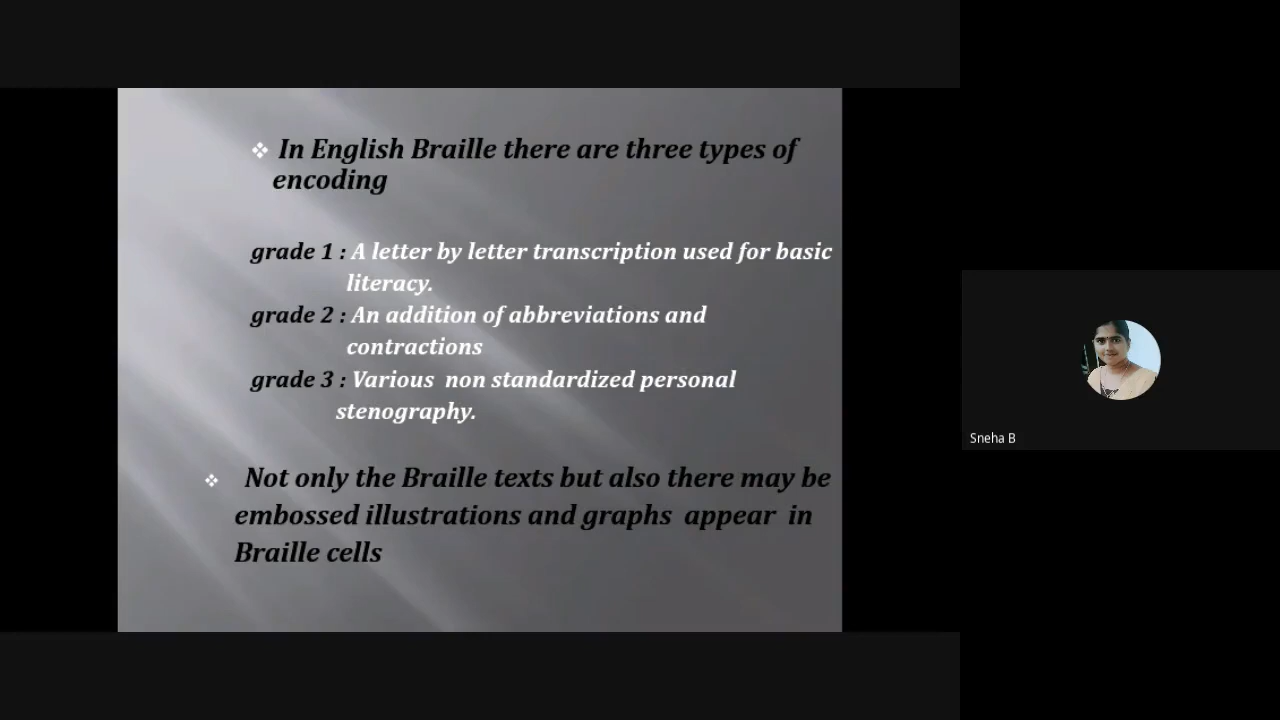 ❖ In English Braille there are three types of
encoding
grade 1 : A letter by letter transcription used for basic
literacy.
grade 2 : An addition of abbreviations and
contractions
grade 3 : Various non standardized personal
stenography.
❖ Not only the Braille texts but also there may be
embossed illustrations and graphs appear in
Braille cells
Sneha B